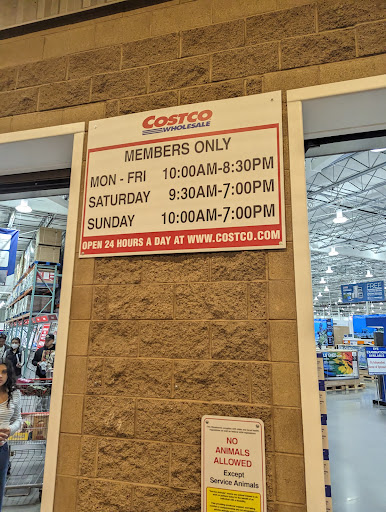 COSTCO
WHOLESALE
MEMBERS ONLY
MON - FRI 10:00AM-8:30PM
SATURDAY 9:30AM-7:00PM
SUNDAY 10:00AM-7:00PM
OPEN 24 HOURS A DAY AT WWW.COSTCO.COM
NO
ANIMALS
ALLOWED
Except
Service Animals